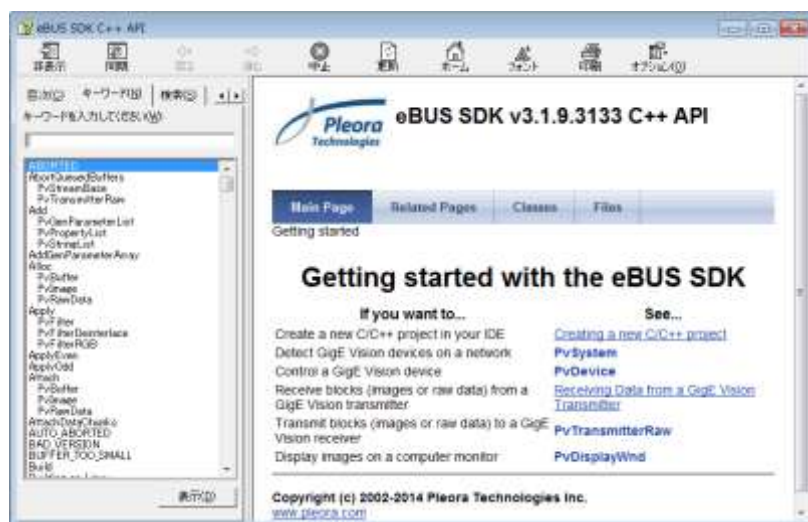 eBUS SDK C++ API
非表示
同期
戻る
中止
更新
ホーム
フォント
印刷
オプション(O)
目次(C)
キーワード(N)
検索(S)
キーワードを入力してください(W):
ABORTED
AbortQueuedBuffers
PvStreamBase
PvTransmitterRaw
Add
PvGenParameterList
PvPropertyList
PvStringList
AddGenParameterArray
Alloc
PvBuffer
PvImage
PvRawData
Apply
PvFilter
PvFilterDeinterlace
PvFilterRGB
ApplyEven
ApplyOdd
Attach
PvBuffer
PvImage
PvRawData
AttachDataChunks
AUTO_ABORTED
BAD_VERSION
BUFFER_TOO_SMALL
Build
表示(D)
Pleora
Technologies
eBUS SDK v3.1.9.3133 C++ API
Main Page
Related Pages
Classes
Files
Getting started
Getting started with the eBUS SDK
If you want to...
See...
Create a new C/C++ project in your IDE
Creating a new C/C++ project
Detect GigE Vision devices on a network
PvSystem
Control a GigE Vision device
PvDevice
Receive blocks (images or raw data) from a
GigE Vision transmitter
Receiving Data from a GigE Vision
Transmitter
Transmit blocks (images or raw data) to a GigE
Vision receiver
PvTransmitterRaw
Display images on a computer monitor
PvDisplayWnd
Copyright (c) 2002-2014 Pleora Technologies Inc.
www.pleora.com